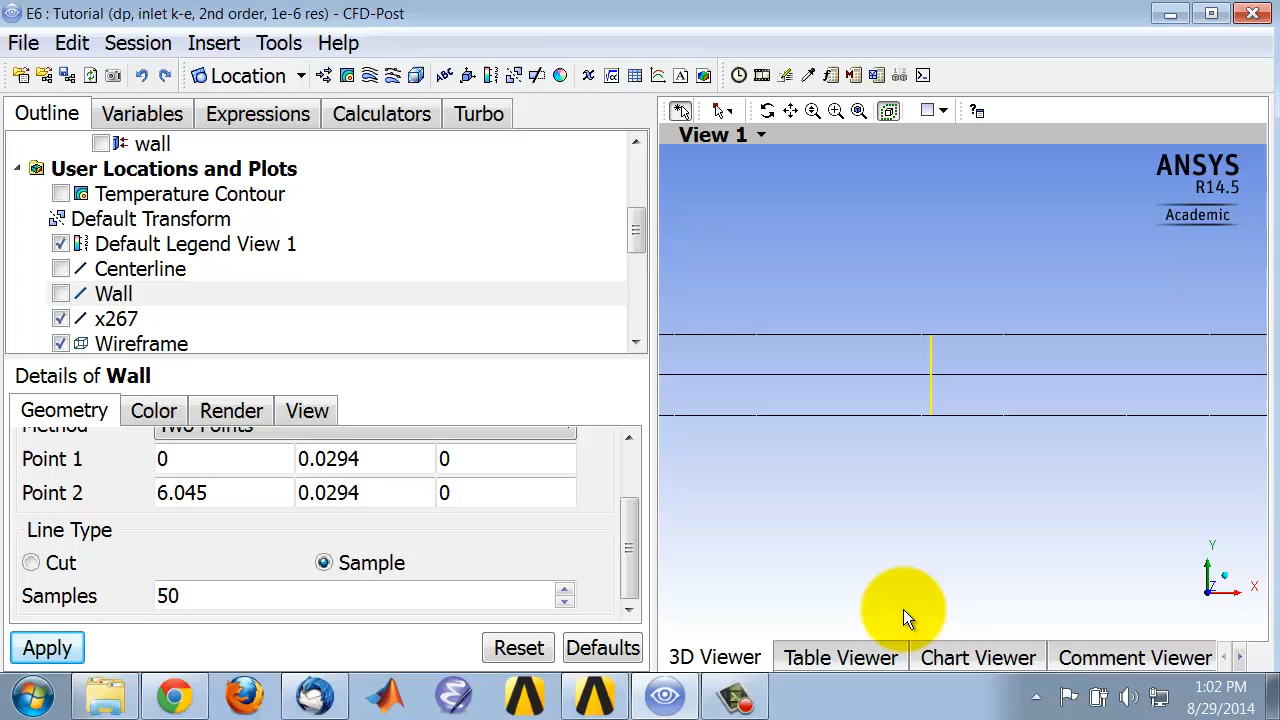 E6 : Tutorial (dp, inlet k-e, 2nd order, 1e-6 res) - CFD-Post
File Edit Session Insert Tools Help
Location
Outline Variables Expressions Calculators Turbo
wall
User Locations and Plots
Temperature Contour
Default Transform
Default Legend View 1
Centerline
Wall
x267
Wireframe
Details of Wall
Geometry Color Render View
Method Two Points
Point 1 0 0.0294 0
Point 2 6.045 0.0294 0
Line Type
Cut Sample
Samples 50
Apply Reset Defaults
View 1
ANSYS
R14.5
Academic
Y
Z X
3D Viewer Table Viewer Chart Viewer Comment Viewer
1:02 PM
8/29/2014